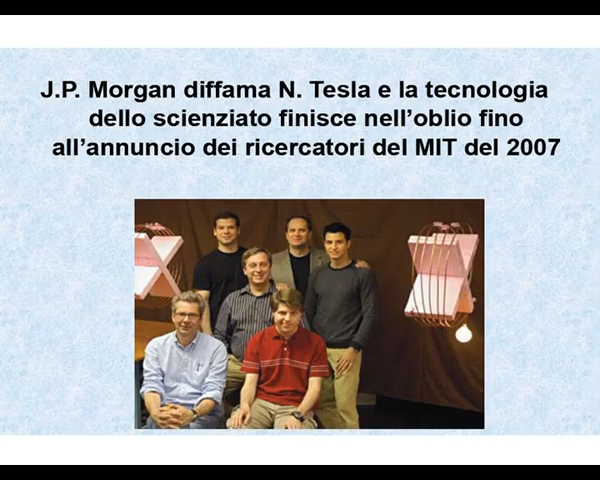 J.P. Morgan diffama N. Tesla e la tecnologia
dello scienziato finisce nell’oblio fino
all’annuncio dei ricercatori del MIT del 2007